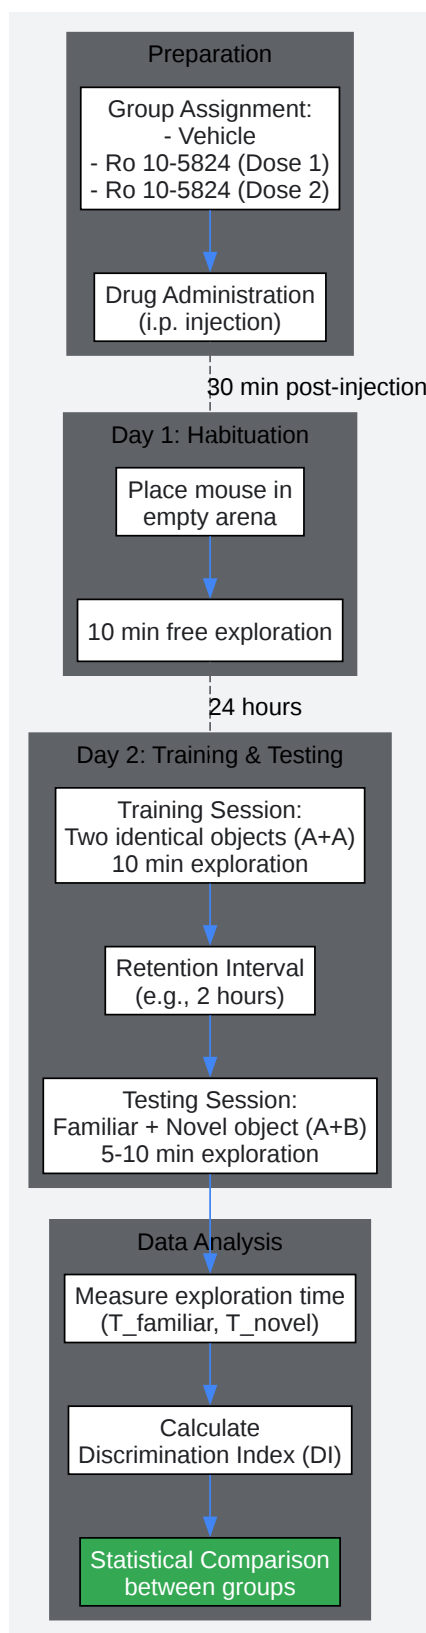 Preparation
Group Assignment:
- Vehicle
- Ro 10-5824 (Dose 1)
- Ro 10-5824 (Dose 2)
Drug Administration
(i.p. injection)
30 min post-injection
Day 1: Habituation
Place mouse in
empty arena
10 min free exploration
24 hours
Day 2: Training & Testing
Training Session:
Two identical objects (A+A)
10 min exploration
Retention Interval
(e.g., 2 hours)
Testing Session:
Familiar + Novel object (A+B)
5-10 min exploration
Data Analysis
Measure exploration time
(T_familiar, T_novel)
Calculate
Discrimination Index (DI)
Statistical Comparison
between groups